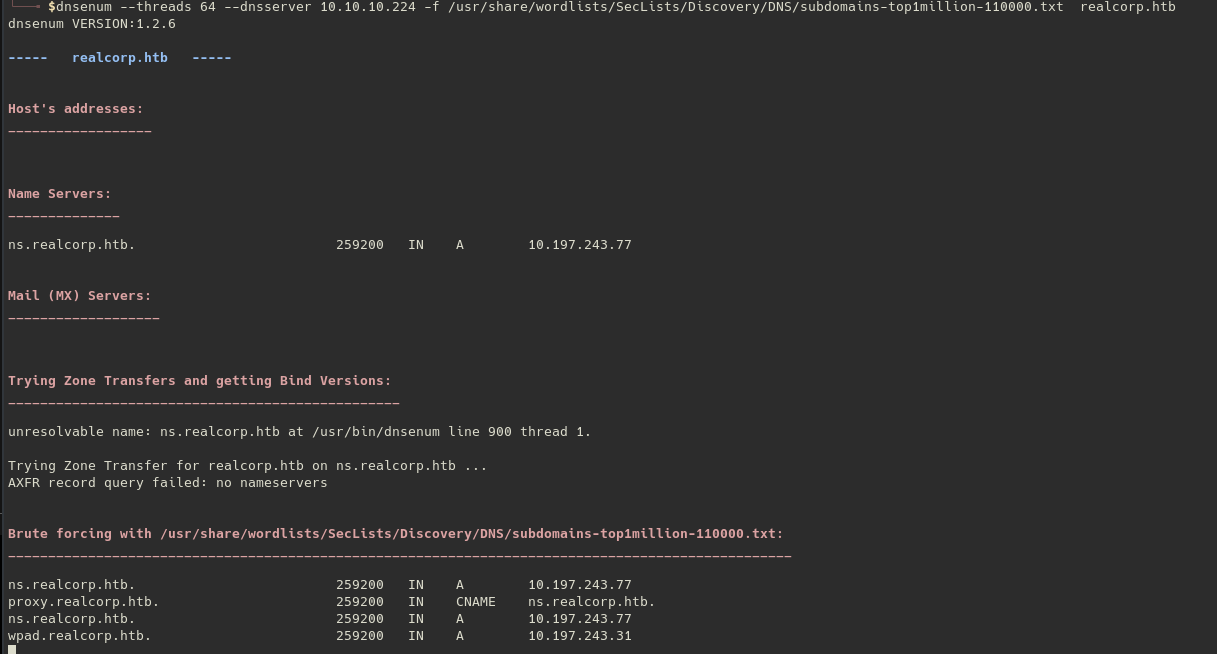 $dnsenum --threads 64 --dnsserver 10.10.10.224 -f /usr/share/wordlists/SecLists/Discovery/DNS/subdomains-top1million-110000.txt  realcorp.htb
dnsenum VERSION:1.2.6
-----   realcorp.htb   -----
Host's addresses:
__________________
Name Servers:
______________
ns.realcorp.htb.                         259200   IN    A        10.197.243.77
Mail (MX) Servers:
___________________
Trying Zone Transfers and getting Bind Versions:
_________________________________________________
unresolvable name: ns.realcorp.htb at /usr/bin/dnsenum line 900 thread 1.
Trying Zone Transfer for realcorp.htb on ns.realcorp.htb ...
AXFR record query failed: no nameservers
Brute forcing with /usr/share/wordlists/SecLists/Discovery/DNS/subdomains-top1million-110000.txt:
__________________________________________________________________________________________________
ns.realcorp.htb.                         259200   IN    A        10.197.243.77
proxy.realcorp.htb.                      259200   IN    CNAME    ns.realcorp.htb.
ns.realcorp.htb.                         259200   IN    A        10.197.243.77
wpad.realcorp.htb.                       259200   IN    A        10.197.243.31